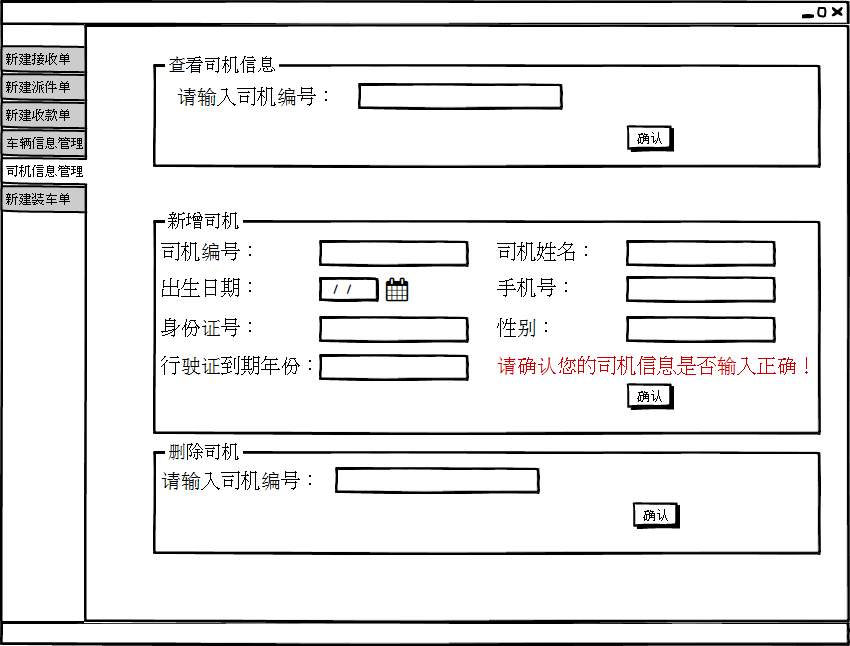 新建接收单
新建派件单
新建收款单
车辆信息管理
司机信息管理
新建装车单
查看司机信息
请输入司机编号：
确认
新增司机
司机编号： 司机姓名：
出生日期： / / 手机号：
身份证号： 性别：
行驶证到期年份： 请确认您的司机信息是否输入正确！
确认
删除司机
请输入司机编号：
确认